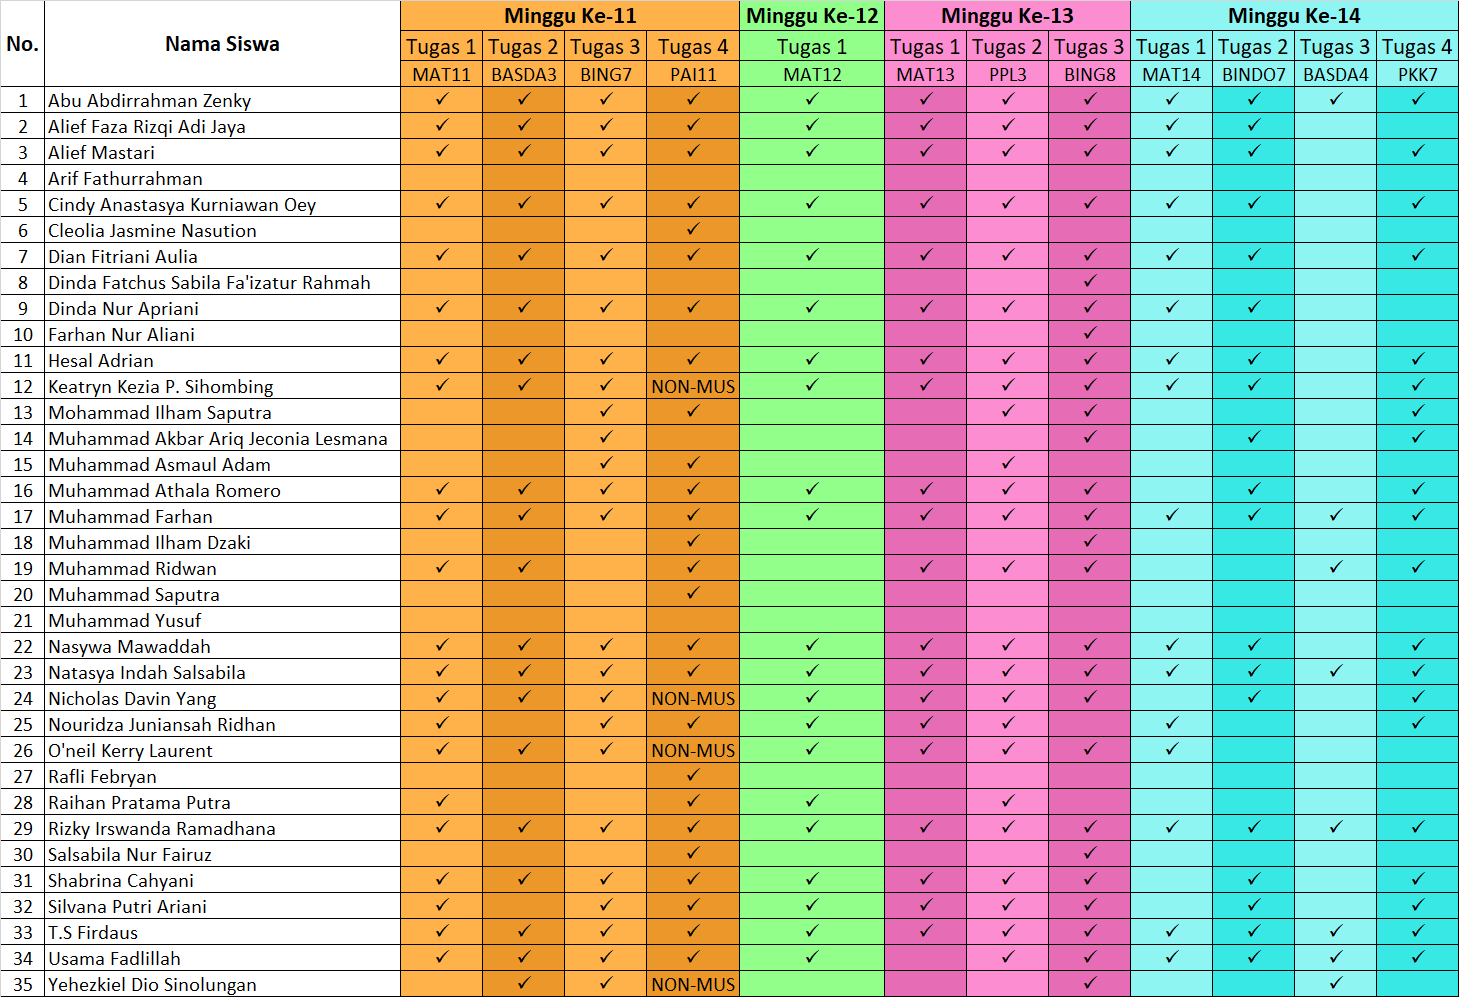 No. Nama Siswa Minggu Ke-11 Minggu Ke-12 Minggu Ke-13 Minggu Ke-14
Tugas 1 Tugas 2 Tugas 3 Tugas 4 Tugas 1 Tugas 1 Tugas 2 Tugas 3 Tugas 1 Tugas 2 Tugas 3 Tugas 4
MAT11 BASDA3 BING7 PAI11 MAT12 MAT13 PPL3 BING8 MAT14 BINDO7 BASDA4 PKK7
1 Abu Abdirrahman Zenky ✓ ✓ ✓ ✓ ✓ ✓ ✓ ✓ ✓ ✓ ✓ ✓
2 Alief Faza Rizqi Adi Jaya ✓ ✓ ✓ ✓ ✓ ✓ ✓ ✓ ✓ ✓
3 Alief Mastari ✓ ✓ ✓ ✓ ✓ ✓ ✓ ✓ ✓ ✓ ✓
4 Arif Fathurrahman
5 Cindy Anastasya Kurniawan Oey ✓ ✓ ✓ ✓ ✓ ✓ ✓ ✓ ✓ ✓ ✓
6 Cleolia Jasmine Nasution ✓
7 Dian Fitriani Aulia ✓ ✓ ✓ ✓ ✓ ✓ ✓ ✓ ✓ ✓ ✓
8 Dinda Fatchus Sabila Fa'izatur Rahmah ✓
9 Dinda Nur Apriani ✓ ✓ ✓ ✓ ✓ ✓ ✓ ✓ ✓ ✓
10 Farhan Nur Aliani ✓
11 Hesal Adrian ✓ ✓ ✓ ✓ ✓ ✓ ✓ ✓ ✓ ✓ ✓
12 Keatryn Kezia P. Sihombing ✓ ✓ ✓ NON-MUS ✓ ✓ ✓ ✓ ✓ ✓ ✓
13 Mohammad Ilham Saputra ✓ ✓ ✓ ✓ ✓
14 Muhammad Akbar Ariq Jeconia Lesmana ✓ ✓ ✓ ✓
15 Muhammad Asmaul Adam ✓ ✓ ✓
16 Muhammad Athala Romero ✓ ✓ ✓ ✓ ✓ ✓ ✓ ✓ ✓ ✓
17 Muhammad Farhan ✓ ✓ ✓ ✓ ✓ ✓ ✓ ✓ ✓ ✓ ✓ ✓
18 Muhammad Ilham Dzaki ✓ ✓
19 Muhammad Ridwan ✓ ✓ ✓ ✓ ✓ ✓ ✓ ✓
20 Muhammad Saputra ✓
21 Muhammad Yusuf
22 Nasywa Mawaddah ✓ ✓ ✓ ✓ ✓ ✓ ✓ ✓ ✓ ✓ ✓
23 Natasya Indah Salsabila ✓ ✓ ✓ ✓ ✓ ✓ ✓ ✓ ✓ ✓ ✓ ✓
24 Nicholas Davin Yang ✓ ✓ ✓ NON-MUS ✓ ✓ ✓ ✓ ✓ ✓
25 Nouridza Juniansah Ridhan ✓ ✓ ✓ ✓ ✓ ✓ ✓ ✓
26 O'neil Kerry Laurent ✓ ✓ ✓ NON-MUS ✓ ✓ ✓ ✓ ✓
27 Rafli Febryan ✓
28 Raihan Pratama Putra ✓ ✓ ✓ ✓
29 Rizky Irswanda Ramadhana ✓ ✓ ✓ ✓ ✓ ✓ ✓ ✓ ✓ ✓ ✓ ✓
30 Salsabila Nur Fairuz ✓ ✓
31 Shabrina Cahyani ✓ ✓ ✓ ✓ ✓ ✓ ✓ ✓ ✓ ✓
32 Silvana Putri Ariani ✓ ✓ ✓ ✓ ✓ ✓ ✓ ✓ ✓
33 T.S Firdaus ✓ ✓ ✓ ✓ ✓ ✓ ✓ ✓ ✓ ✓ ✓ ✓
34 Usama Fadlillah ✓ ✓ ✓ ✓ ✓ ✓ ✓ ✓ ✓ ✓ ✓
35 Yehezkiel Dio Sinolungan ✓ ✓ NON-MUS ✓ ✓